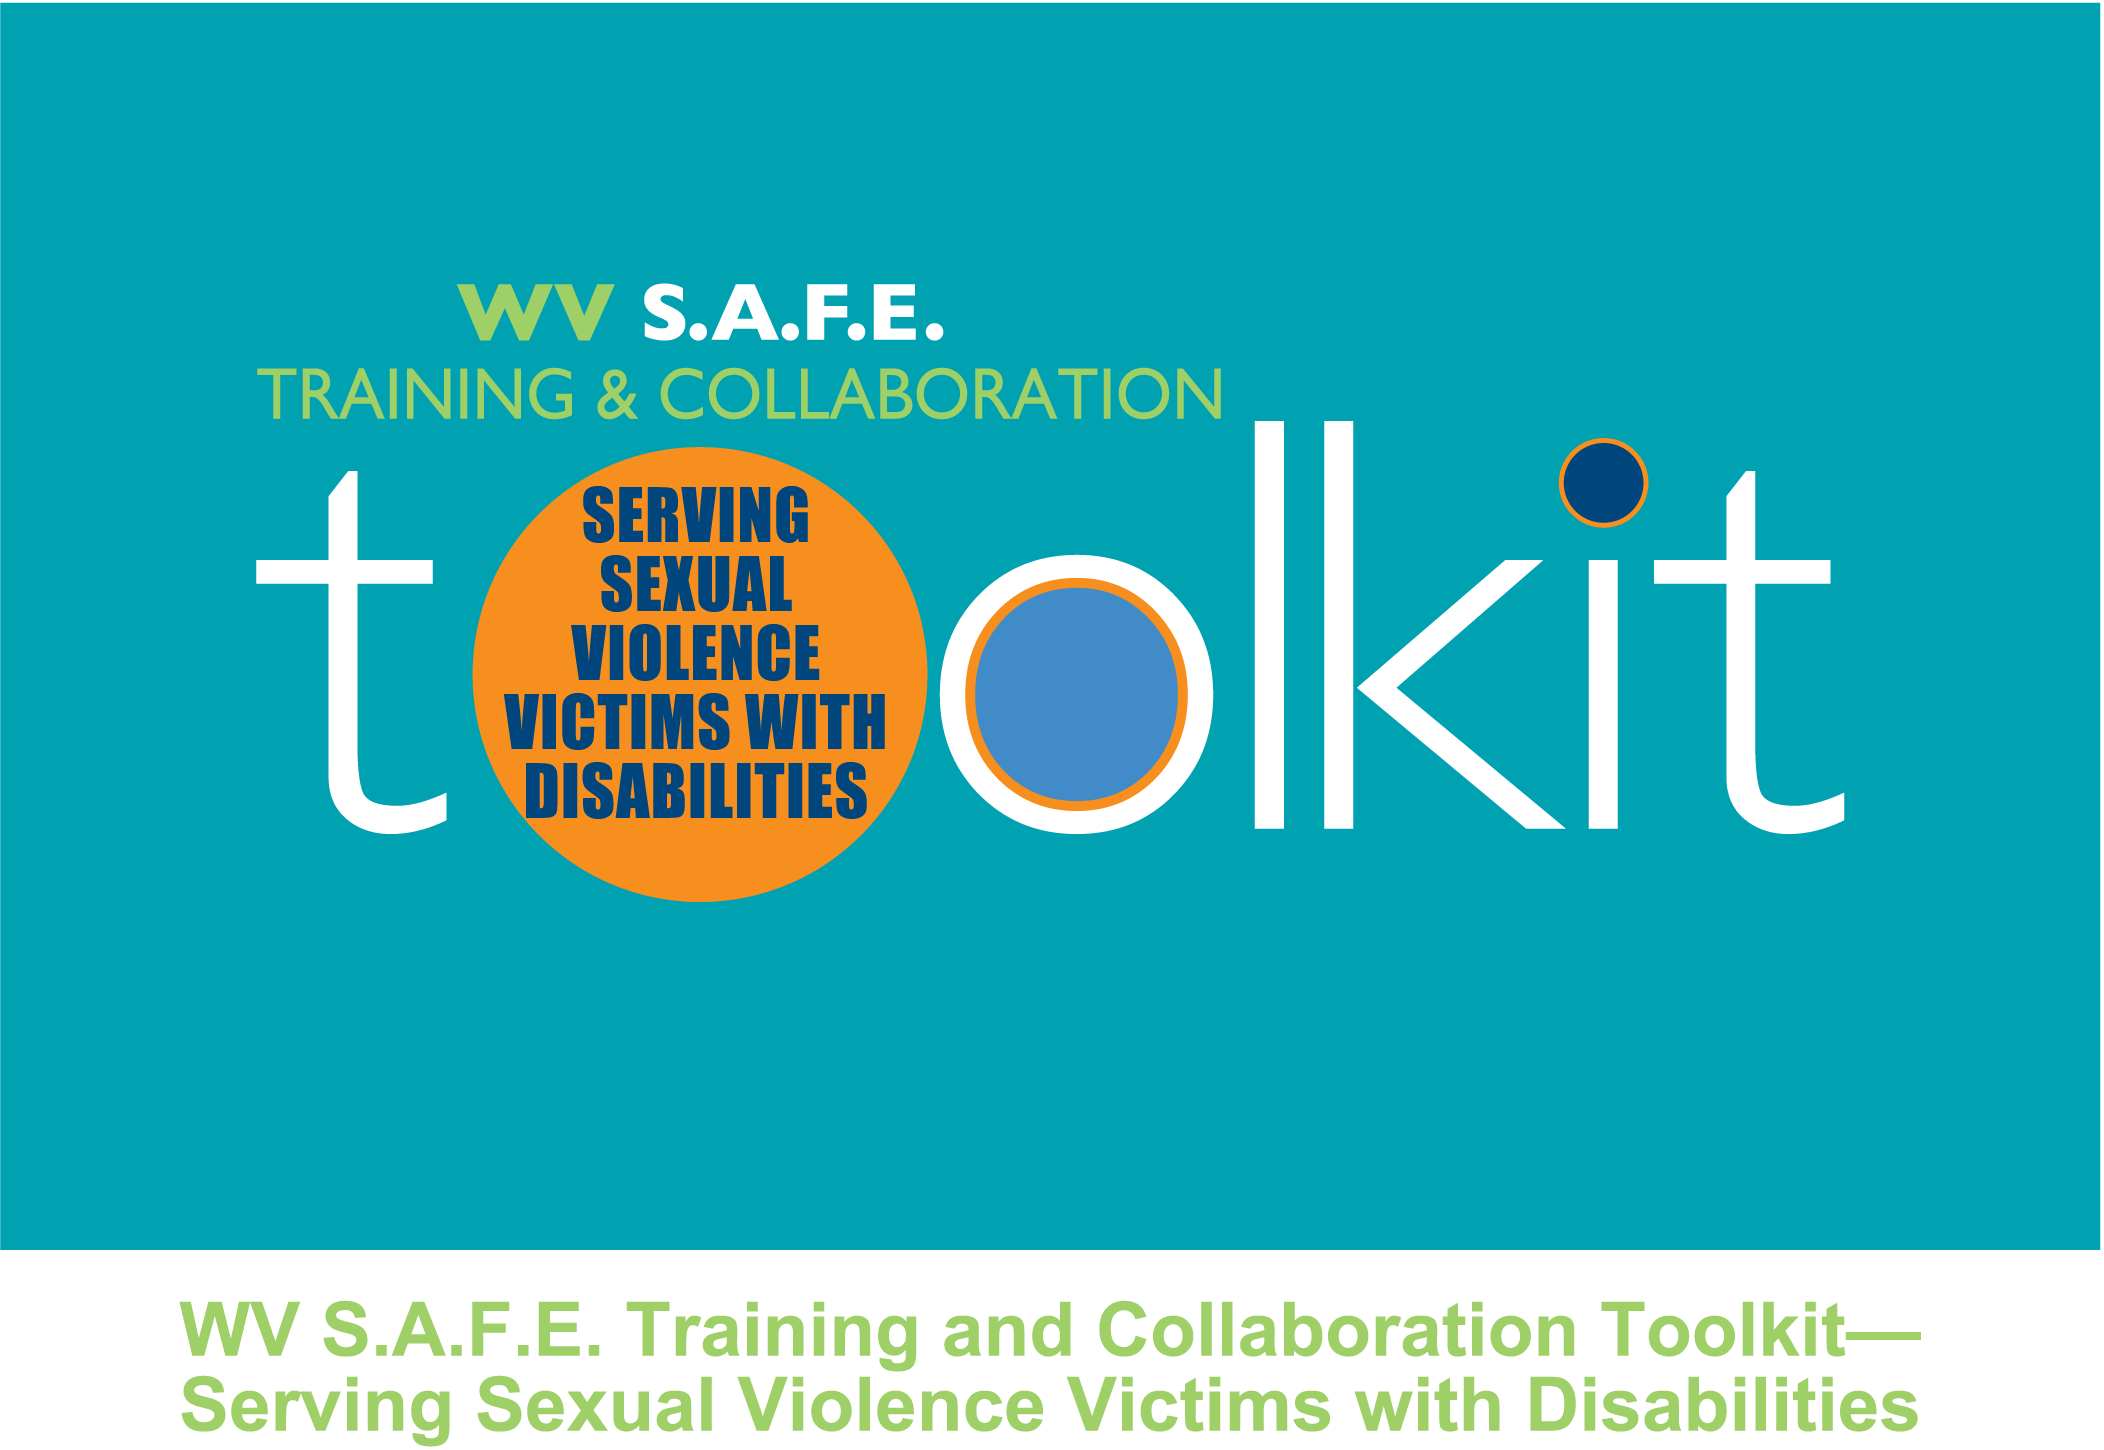 WV S.A.F.E.
TRAINING & COLLABORATION
toolkit
SERVING
SEXUAL
VIOLENCE
VICTIMS WITH
DISABILITIES
WV S.A.F.E. Training and Collaboration Toolkit—
Serving Sexual Violence Victims with Disabilities